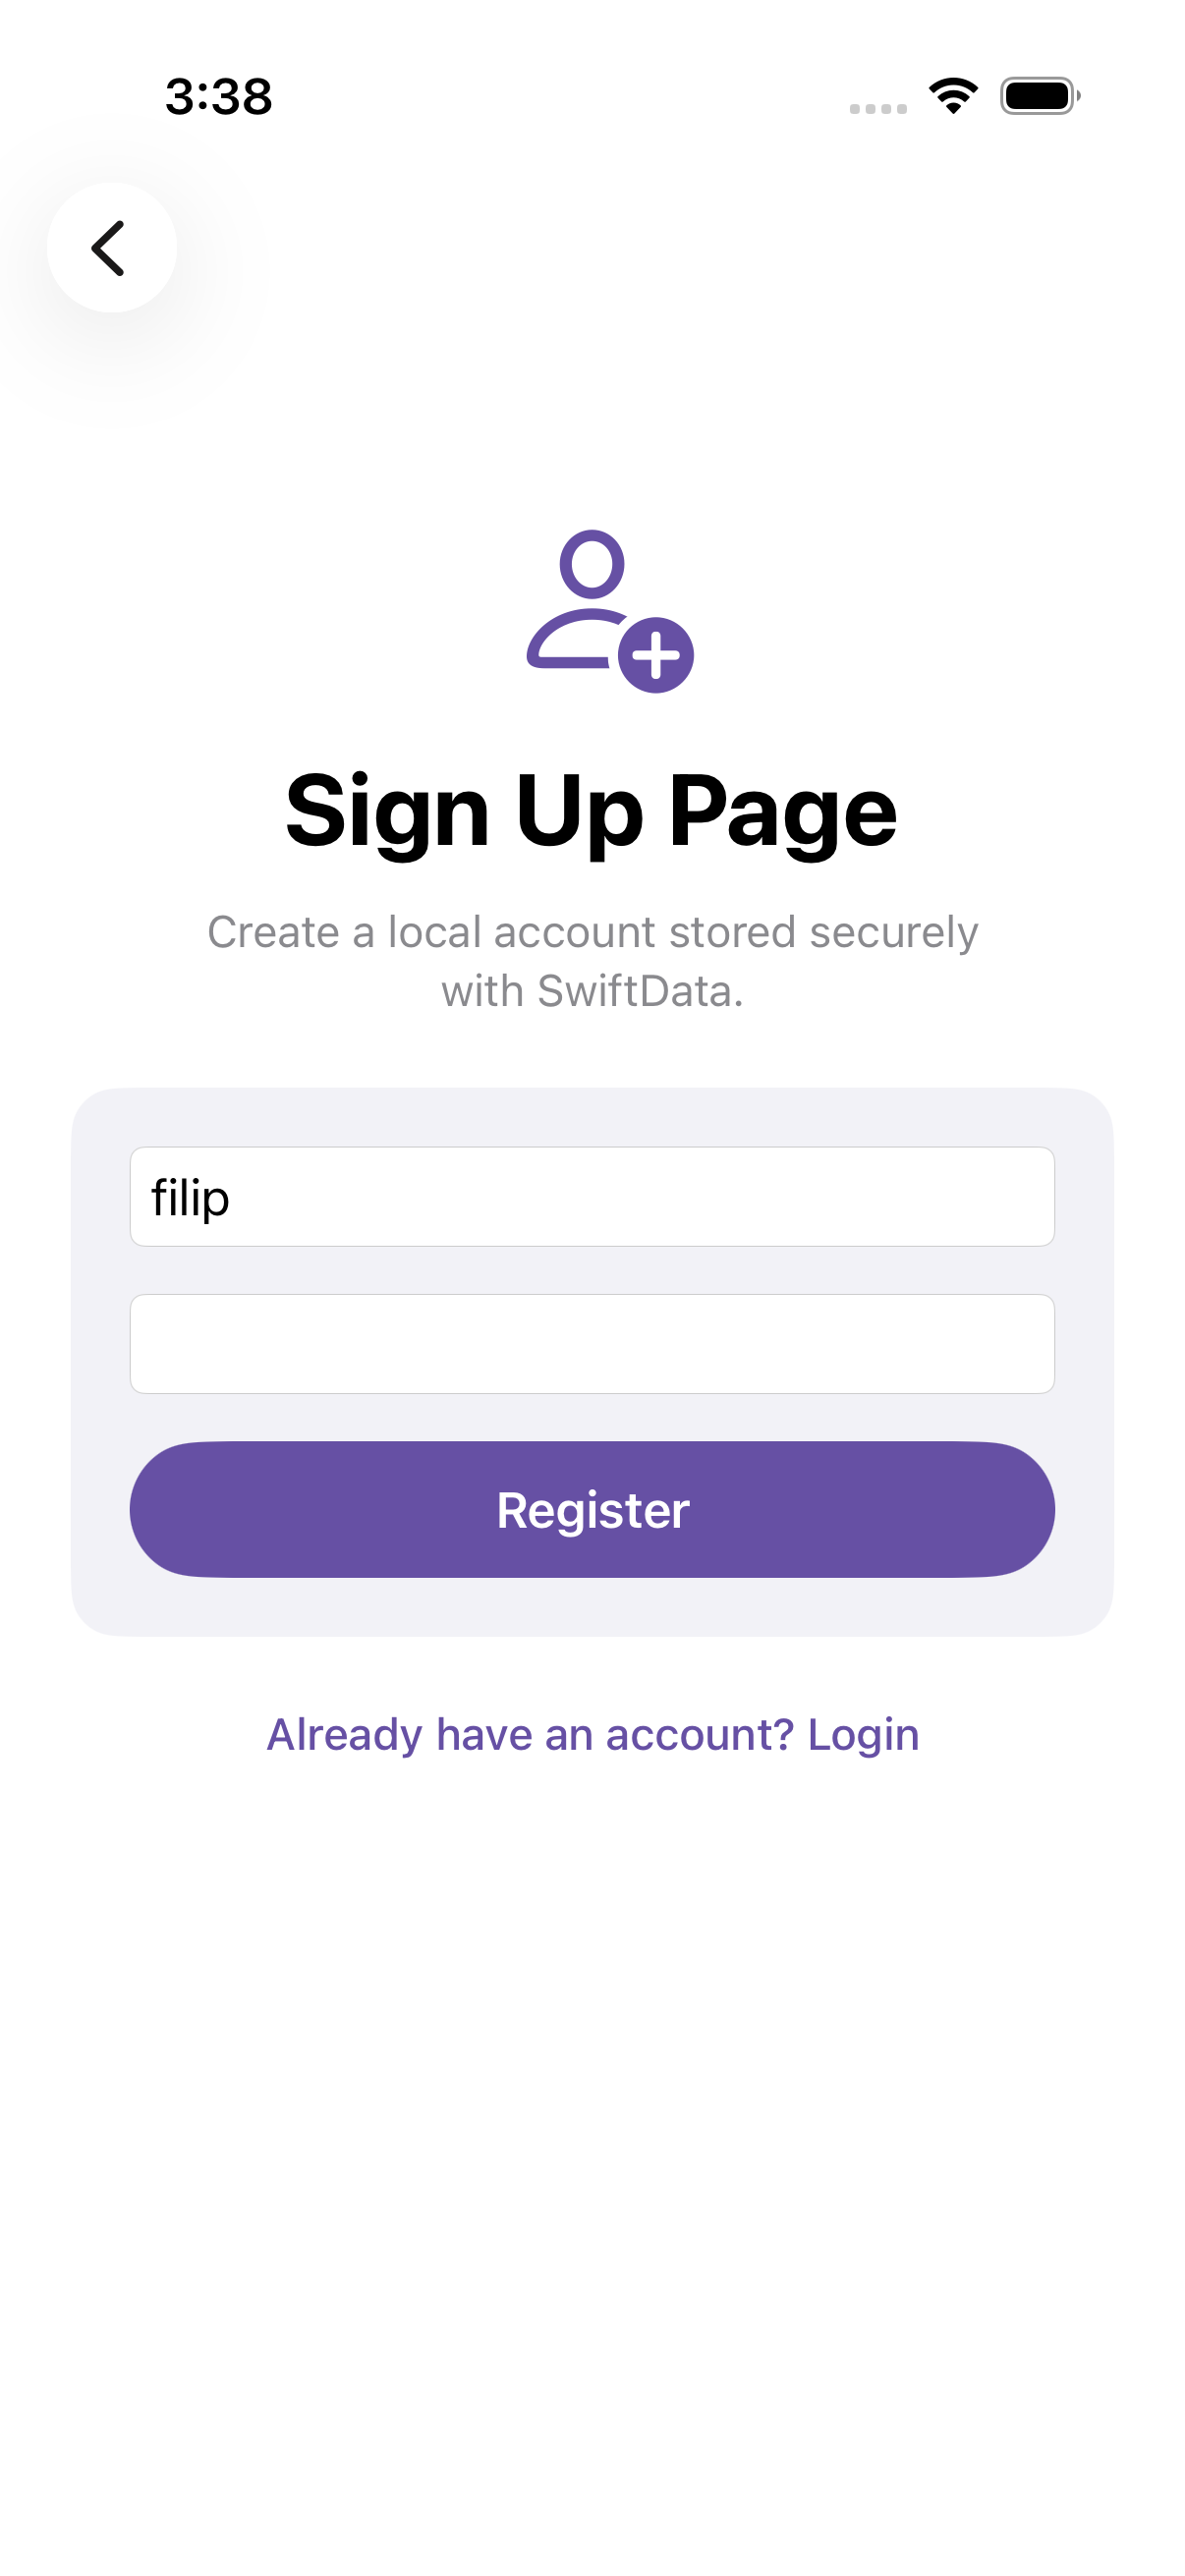 3:38
Sign Up Page
Create a local account stored securely
with SwiftData.
filip
Register
Already have an account? Login